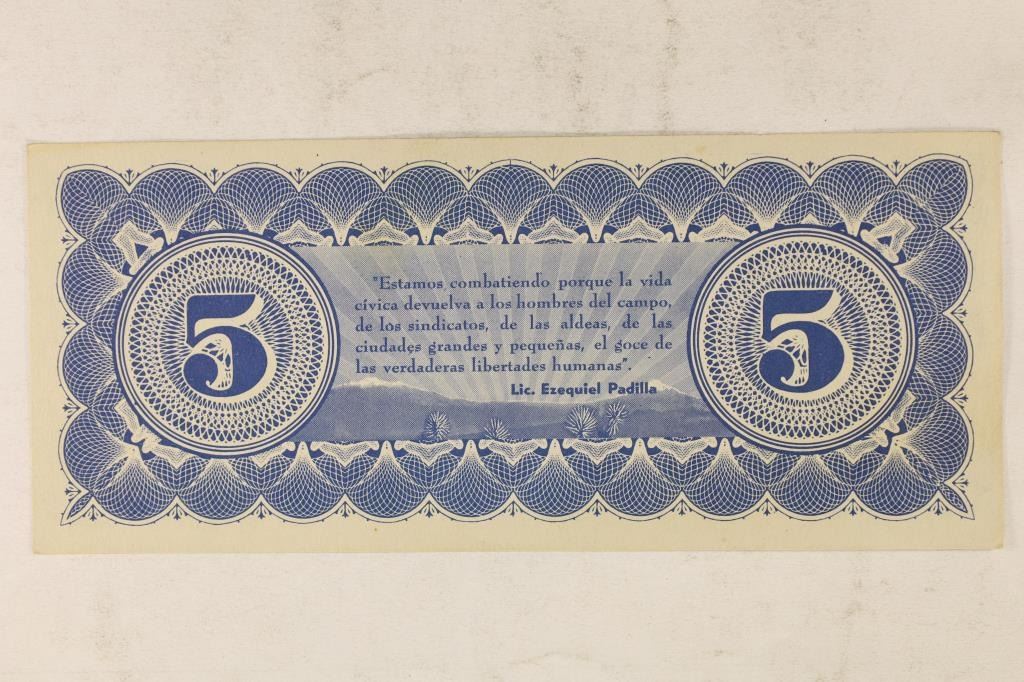 "Estamos combatiendo porque la vida
cívica devuelva a los hombres del campo,
de los sindicatos, de las aldeas, de las
ciudades grandes y pequeñas, el goce de
las verdaderas libertades humanas".
Lic. Ezequiel Padilla
5 5